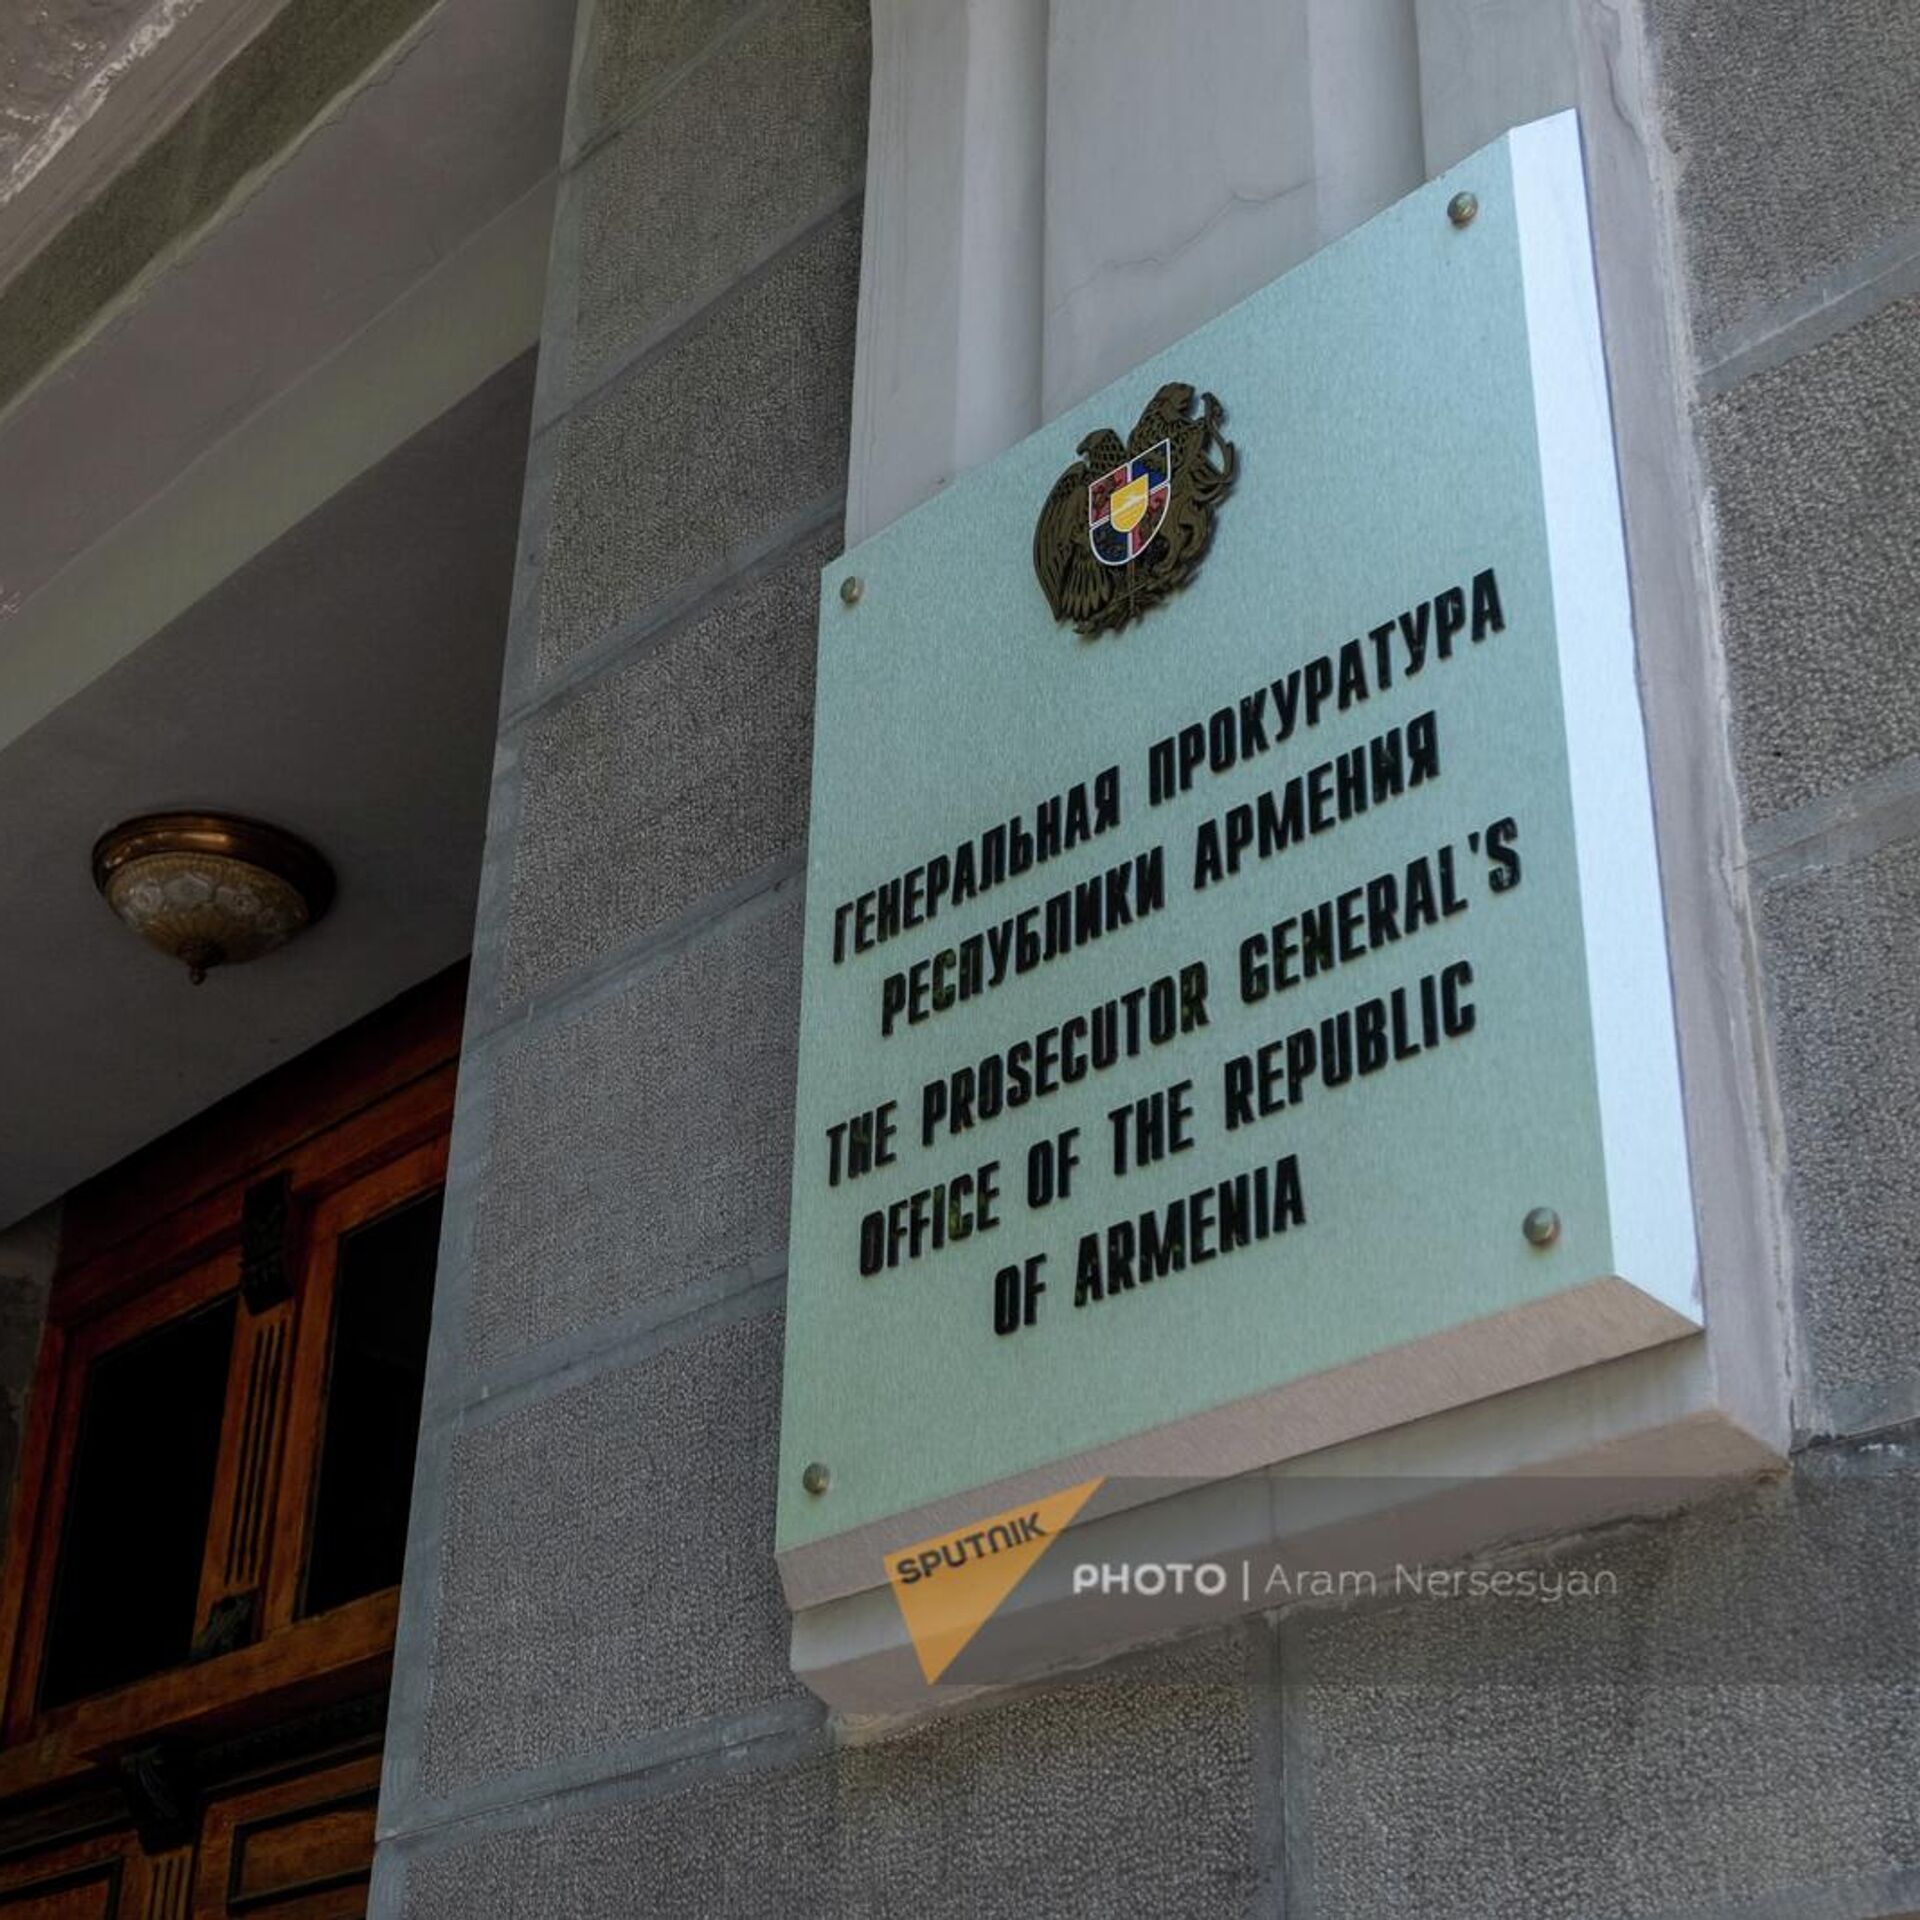 ГЕНЕРАЛЬНАЯ ПРОКУРАТУРА
РЕСПУБЛИКИ АРМЕНИЯ
THE PROSECUTOR GENERAL'S
OFFICE OF THE REPUBLIC
OF ARMENIA
SPUTNIK
PHOTO | Aram Nersesyan